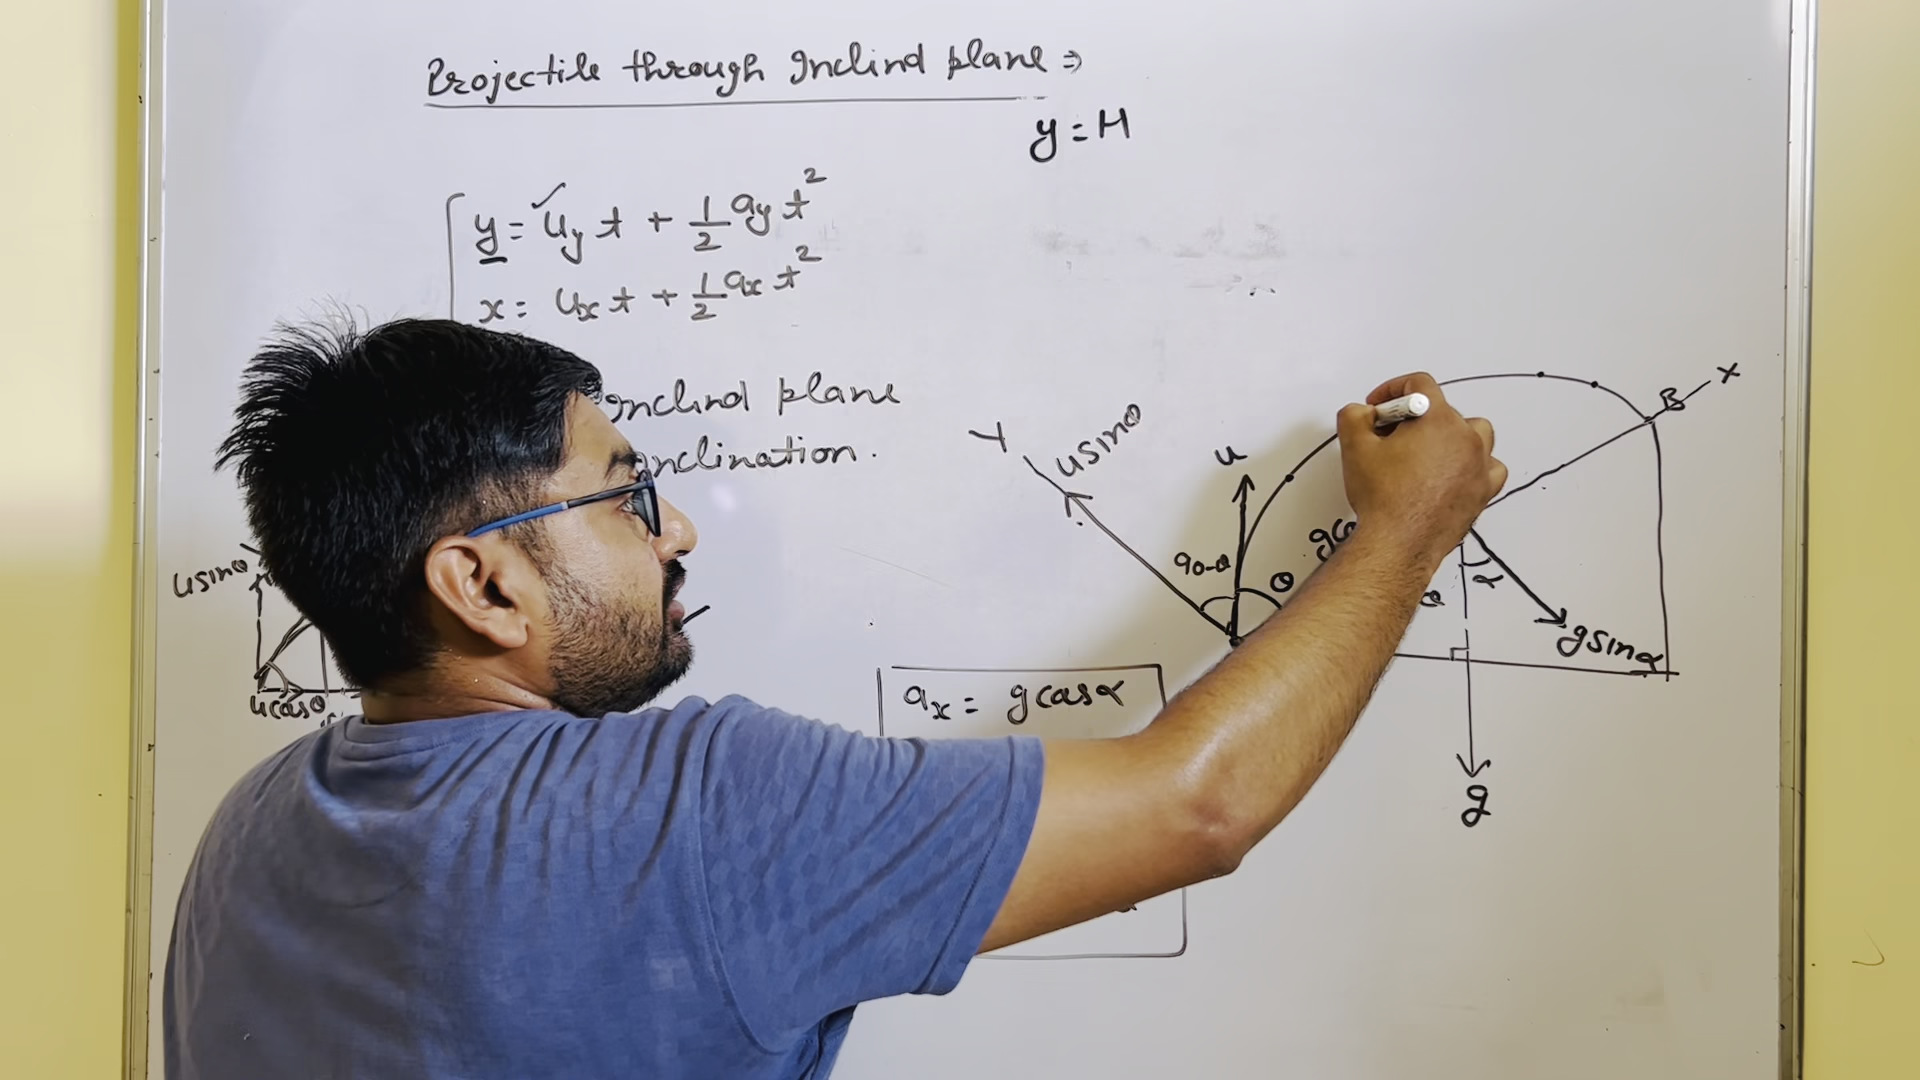 Projectile through Inclind plane ⇒
y = H
y = uy t + 1/2 ay t²
x = ux t + 1/2 ax t²
Inclind plane
inclination.
usinθ
ucosθ
ax = gcosα
Y
usinθ
u
90-θ
θ
B
X
α
gsinα
g